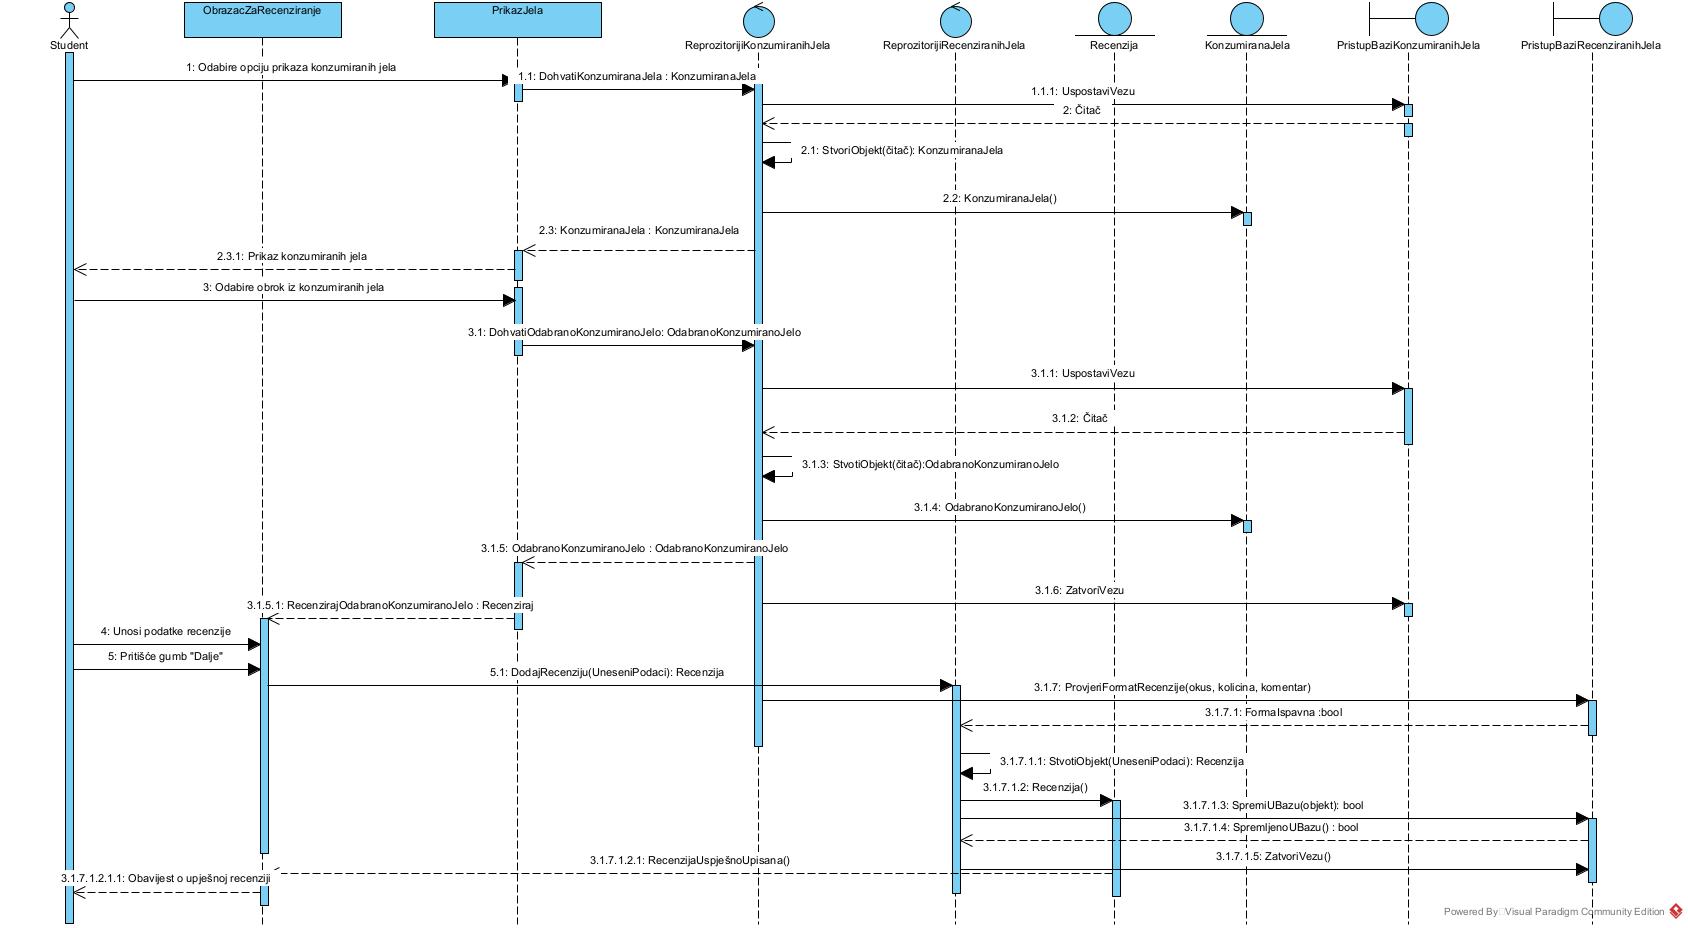 ObrazacZaRecenziranje
PrikazJela
Student
ReprozitorijiKonzumiranihJela
ReprozitorijiRecenziranihJela
Recenzija
KonzumiranaJela
PristupBaziKonzumiranihJela
PristupBaziRecenziranihJela
1: Odabire opciju prikaza konzumiranih jela
1.1: DohvatiKonzumiranaJela : KonzumiranaJela
1.1.1: UspostaviVezu
2: Čitač
2.1: StvoriObjekt(čitač): KonzumiranaJela
2.2: KonzumiranaJela()
2.3: KonzumiranaJela : KonzumiranaJela
2.3.1: Prikaz konzumiranih jela
3: Odabire obrok iz konzumiranih jela
3.1: DohvatiOdabranoKonzumiranoJelo: OdabranoKonzumiranoJelo
3.1.1: UspostaviVezu
3.1.2: Čitač
3.1.3: StvotiObjekt(čitač):OdabranoKonzumiranoJelo
3.1.4: OdabranoKonzumiranoJelo()
3.1.5: OdabranoKonzumiranoJelo : OdabranoKonzumiranoJelo
3.1.6: ZatvoriVezu
3.1.5.1: RecenzirajOdabranoKonzumiranoJelo : Recenziraj
4: Unosi podatke recenzije
5: Pritišće gumb "Dalje"
5.1: DodajRecenziju(UneseniPodaci): Recenzija
3.1.7: ProvjeriFormatRecenzije(okus, kolicina, komentar)
3.1.7.1: FormaIspavna :bool
3.1.7.1.1: StvotiObjekt(UneseniPodaci): Recenzija
3.1.7.1.2: Recenzija()
3.1.7.1.3: SpremiUBazu(objekt): bool
3.1.7.1.4: SpremljenoUBazu() : bool
3.1.7.1.5: ZatvoriVezu()
3.1.7.1.2.1: RecenzijaUspješnoUpisana()
3.1.7.1.2.1.1: Obavijest o upješnoj recenziji
Powered By Visual Paradigm Community Edition